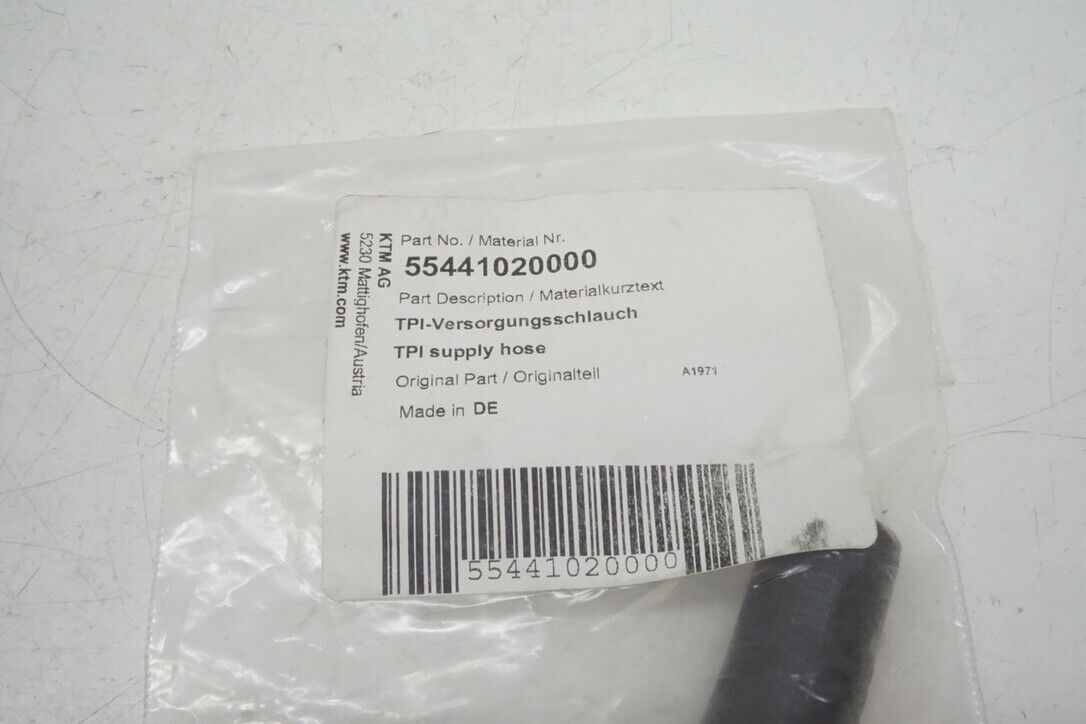 KTM AG
5230 Mattighofen/Austria
www.ktm.com
Part No. / Material Nr.
55441020000
Part Description / Materialkurztext
TPI-Versorgungsschlauch
TPI supply hose
Original Part / Originalteil A1971
Made in DE
55441020000